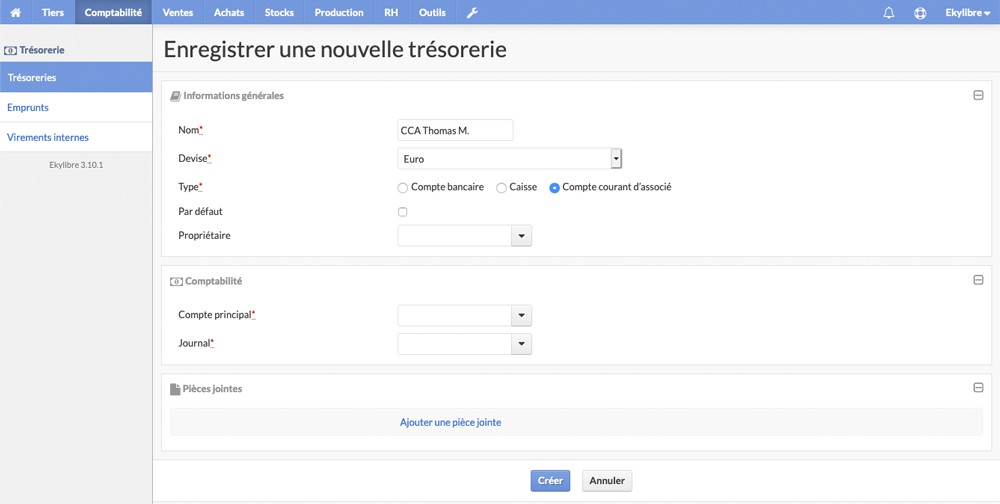 Tiers Comptabilité Ventes Achats Stocks Production RH Outils Ekylibre
Trésorerie
Trésoreries
Emprunts
Virements internes
Ekylibre 3.10.1
Enregistrer une nouvelle trésorerie
Informations générales
Nom* CCA Thomas M.
Devise* Euro
Type* Compte bancaire Caisse Compte courant d'associé
Par défaut
Propriétaire
Comptabilité
Compte principal*
Journal*
Pièces jointes
Ajouter une pièce jointe
Créer Annuler